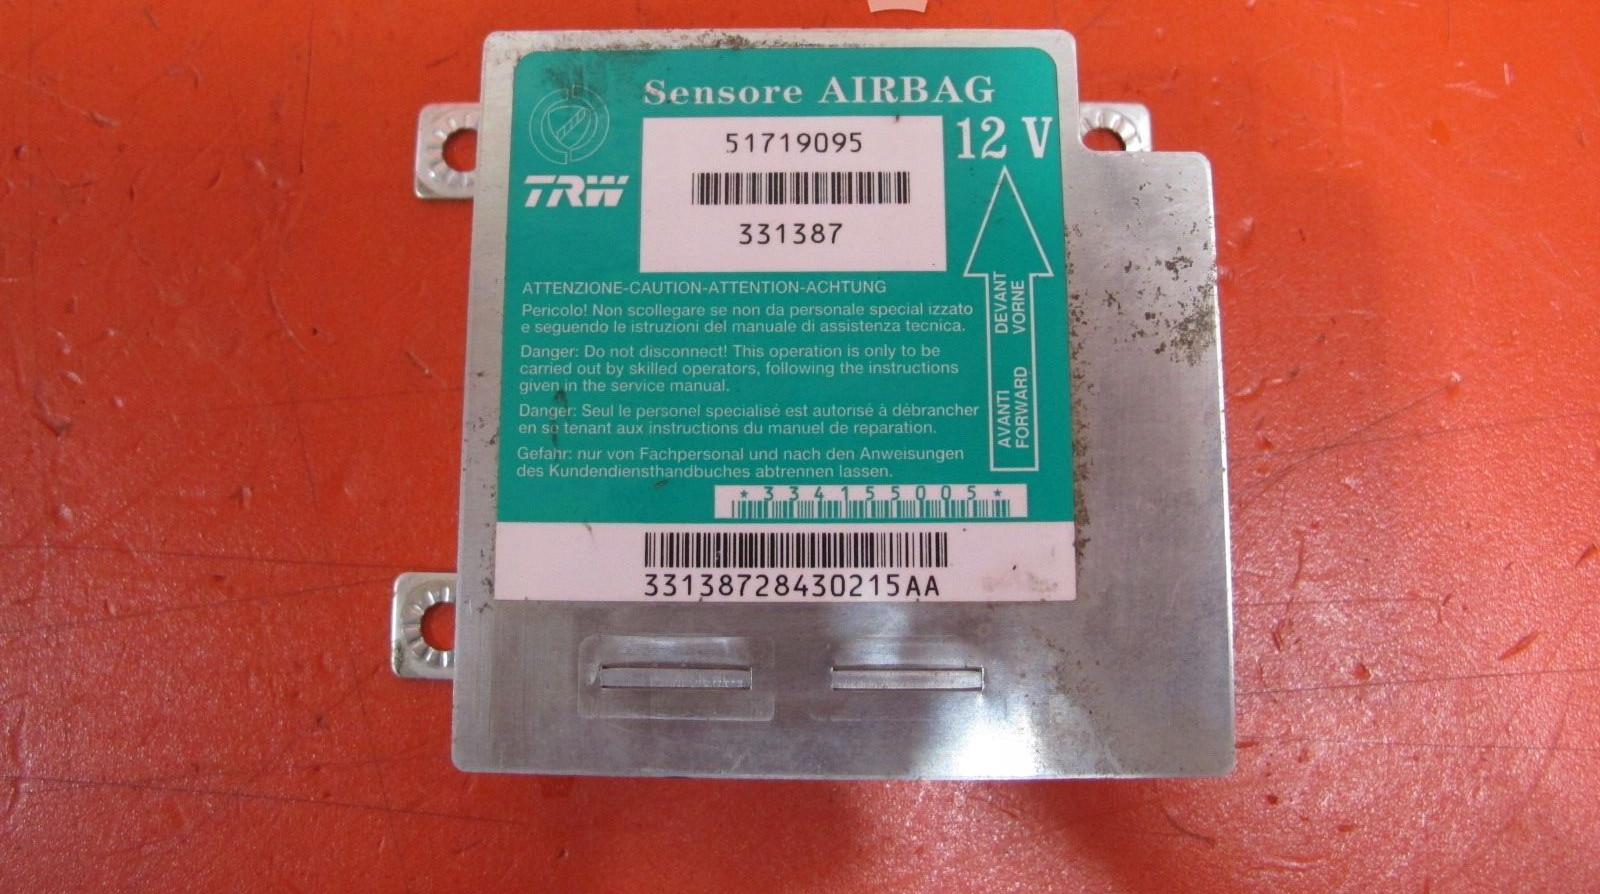 Sensore AIRBAG
12 V
TRW
51719095
331387
ATTENZIONE-CAUTION-ATTENTION-ACHTUNG
Pericolo! Non scollegare se non da personale special izzato
e seguendo le istruzioni del manuale di assistenza tecnica.
Danger: Do not disconnect! This operation is only to be
carried out by skilled operators, following the instructions
given in the service manual.
Danger: Seul le personel specialisé est autorisé à débrancher
en se tenant aux instructions du manuel de reparation.
Gefahr: nur von Fachpersonal und nach den Anweisungen
des Kundendiensthandbuches abtrennen lassen.
AVANTI DEVANT
FORWARD VORNE
*334155005*
33138728430215AA